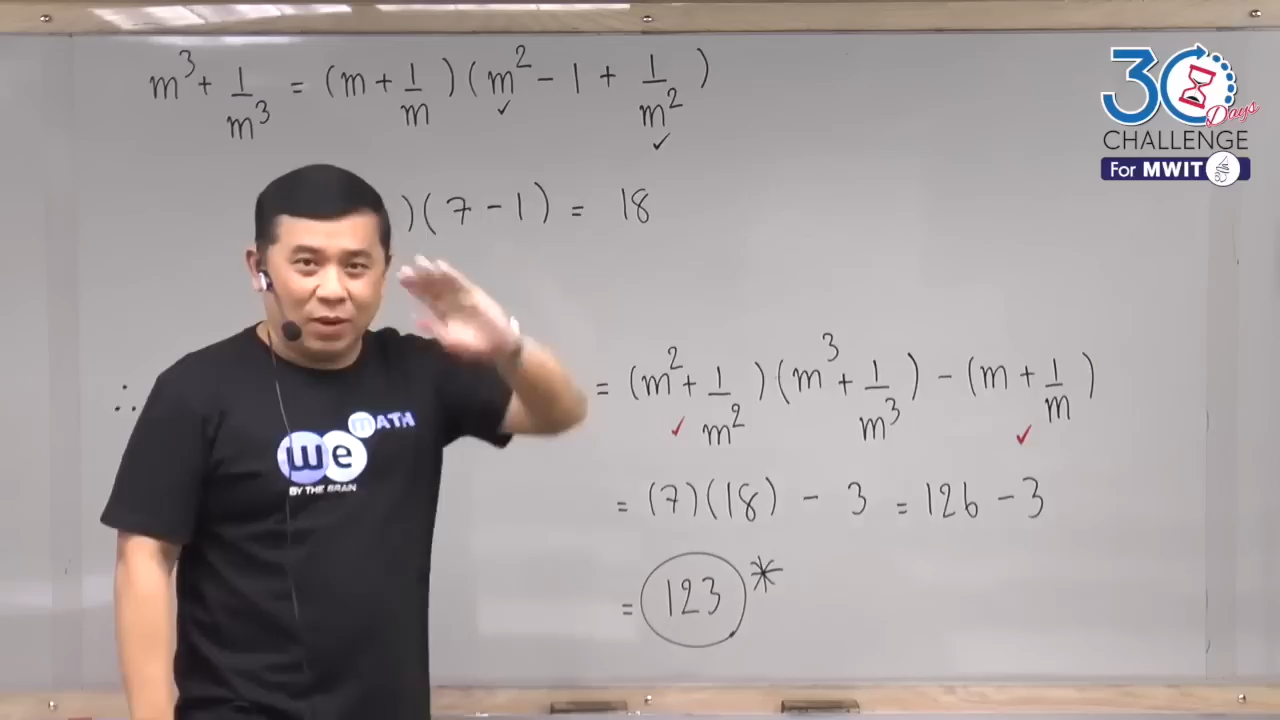 m³ + 1/m³ = (m + 1/m)(m² - 1 + 1/m²)
✓
✓
)(7 - 1) = 18
∴
= (m² + 1/m²)(m³ + 1/m³) - (m + 1/m)
✓
✓
= (7)(18) - 3 = 126 - 3
= 123 *
30 Days
CHALLENGE
For MWIT
we mATH
BY THE BRAIN